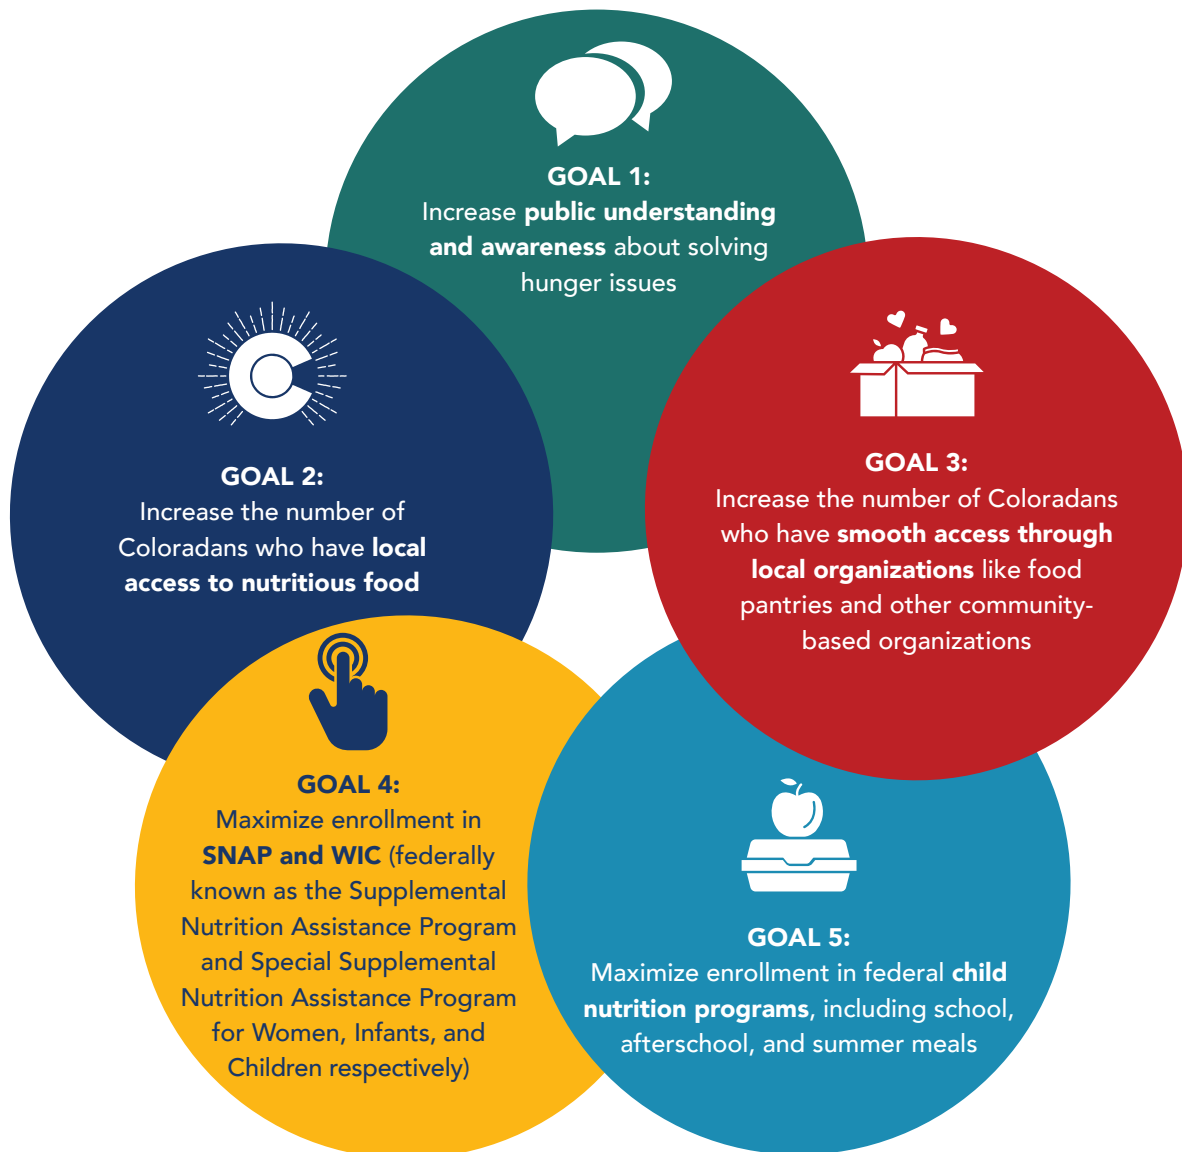 GOAL 1:
Increase public understanding
and awareness about solving
hunger issues
GOAL 2:
Increase the number of
Coloradans who have local
access to nutritious food
GOAL 3:
Increase the number of Coloradans
who have smooth access through
local organizations like food
pantries and other community-
based organizations
GOAL 4:
Maximize enrollment in
SNAP and WIC (federally
known as the Supplemental
Nutrition Assistance Program
and Special Supplemental
Nutrition Assistance Program
for Women, Infants, and
Children respectively)
GOAL 5:
Maximize enrollment in federal child
nutrition programs, including school,
afterschool, and summer meals